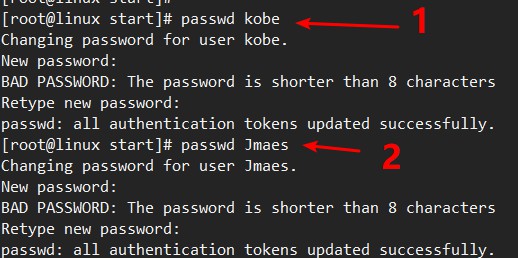 [root@linux start]#
[root@linux start]# passwd kobe 1
Changing password for user kobe.
New password:
BAD PASSWORD: The password is shorter than 8 characters
Retype new password:
passwd: all authentication tokens updated successfully.
[root@linux start]# passwd Jmaes 2
Changing password for user Jmaes.
New password:
BAD PASSWORD: The password is shorter than 8 characters
Retype new password:
passwd: all authentication tokens updated successfully.